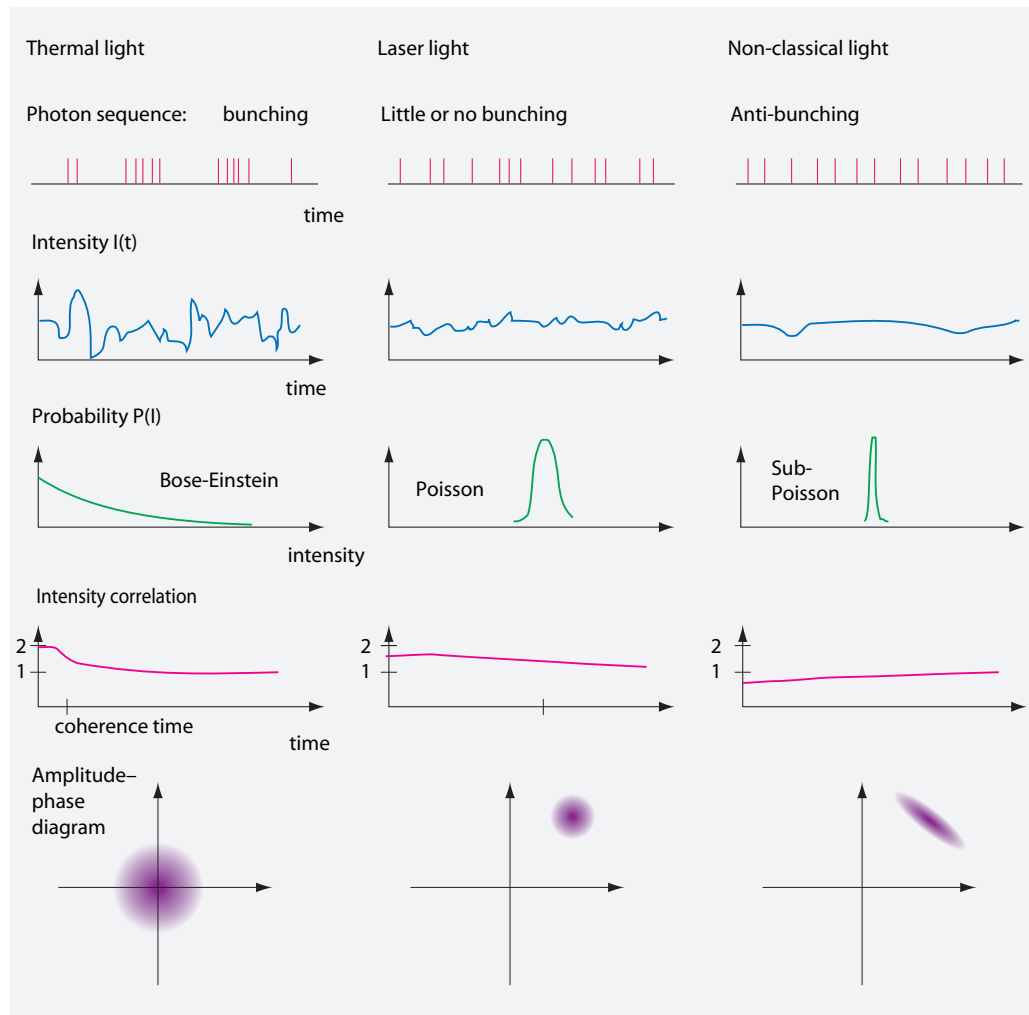 Thermal light
Laser light
Non-classical light
Photon sequence: bunching
Little or no bunching
Anti-bunching
time
Intensity I(t)
time
Probability P(I)
Bose-Einstein
Poisson
Sub-
Poisson
intensity
Intensity correlation
2
1
2
1
2
1
coherence time
time
Amplitude–
phase
diagram